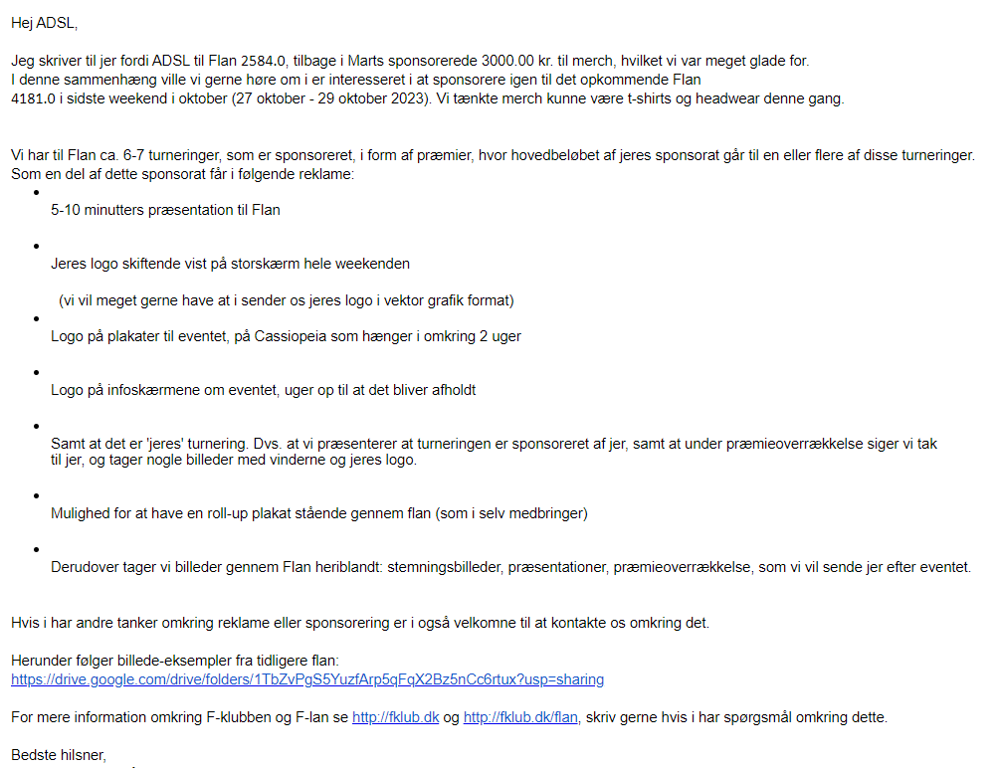 Hej ADSL,
Jeg skriver til jer fordi ADSL til Flan 2584.0, tilbage i Marts sponsorerede 3000.00 kr. til merch, hvilket vi var meget glade for.
I denne sammenhæng ville vi gerne høre om i er interesseret i at sponsorere igen til det opkommende Flan
4181.0 i sidste weekend i oktober (27 oktober - 29 oktober 2023). Vi tænkte merch kunne være t-shirts og headwear denne gang.
Vi har til Flan ca. 6-7 turneringer, som er sponsoreret, i form af præmier, hvor hovedbeløbet af jeres sponsorat går til en eller flere af disse turneringer.
Som en del af dette sponsorat får i følgende reklame:
• 5-10 minutters præsentation til Flan
• Jeres logo skiftende vist på storskærm hele weekenden
(vi vil meget gerne have at i sender os jeres logo i vektor grafik format)
• Logo på plakater til eventet, på Cassiopeia som hænger i omkring 2 uger
• Logo på infoskærmene om eventet, uger op til at det bliver afholdt
• Samt at det er 'jeres' turnering. Dvs. at vi præsenterer at turneringen er sponsoreret af jer, samt at under præmieoverrækkelse siger vi tak
til jer, og tager nogle billeder med vinderne og jeres logo.
• Mulighed for at have en roll-up plakat stående gennem flan (som i selv medbringer)
• Derudover tager vi billeder gennem Flan heriblandt: stemningsbilleder, præsentationer, præmieoverrækkelse, som vi vil sende jer efter eventet.
Hvis i har andre tanker omkring reklame eller sponsorering er i også velkomne til at kontakte os omkring det.
Herunder følger billede-eksempler fra tidligere flan:
https://drive.google.com/drive/folders/1TbZvPgS5YuzfArp5qFqX2Bz5nCc6rtux?usp=sharing
For mere information omkring F-klubben og F-lan se http://fklub.dk og http://fklub.dk/flan, skriv gerne hvis i har spørgsmål omkring dette.
Bedste hilsner,